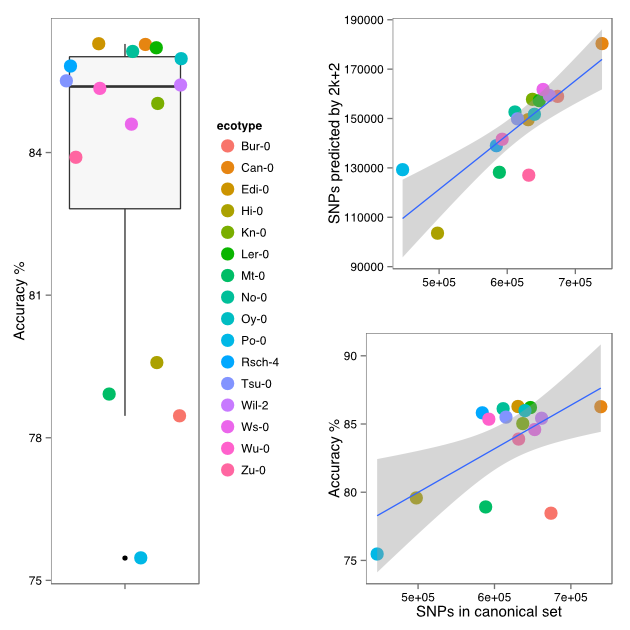 Accuracy %
84
81
78
75
ecotype
Bur-0
Can-0
Edi-0
Hi-0
Kn-0
Ler-0
Mt-0
No-0
Oy-0
Po-0
Rsch-4
Tsu-0
Wil-2
Ws-0
Wu-0
Zu-0
SNPs predicted by 2k+2
190000
170000
150000
130000
110000
90000
5e+05 6e+05 7e+05
Accuracy %
90
85
80
75
5e+05 6e+05 7e+05
SNPs in canonical set